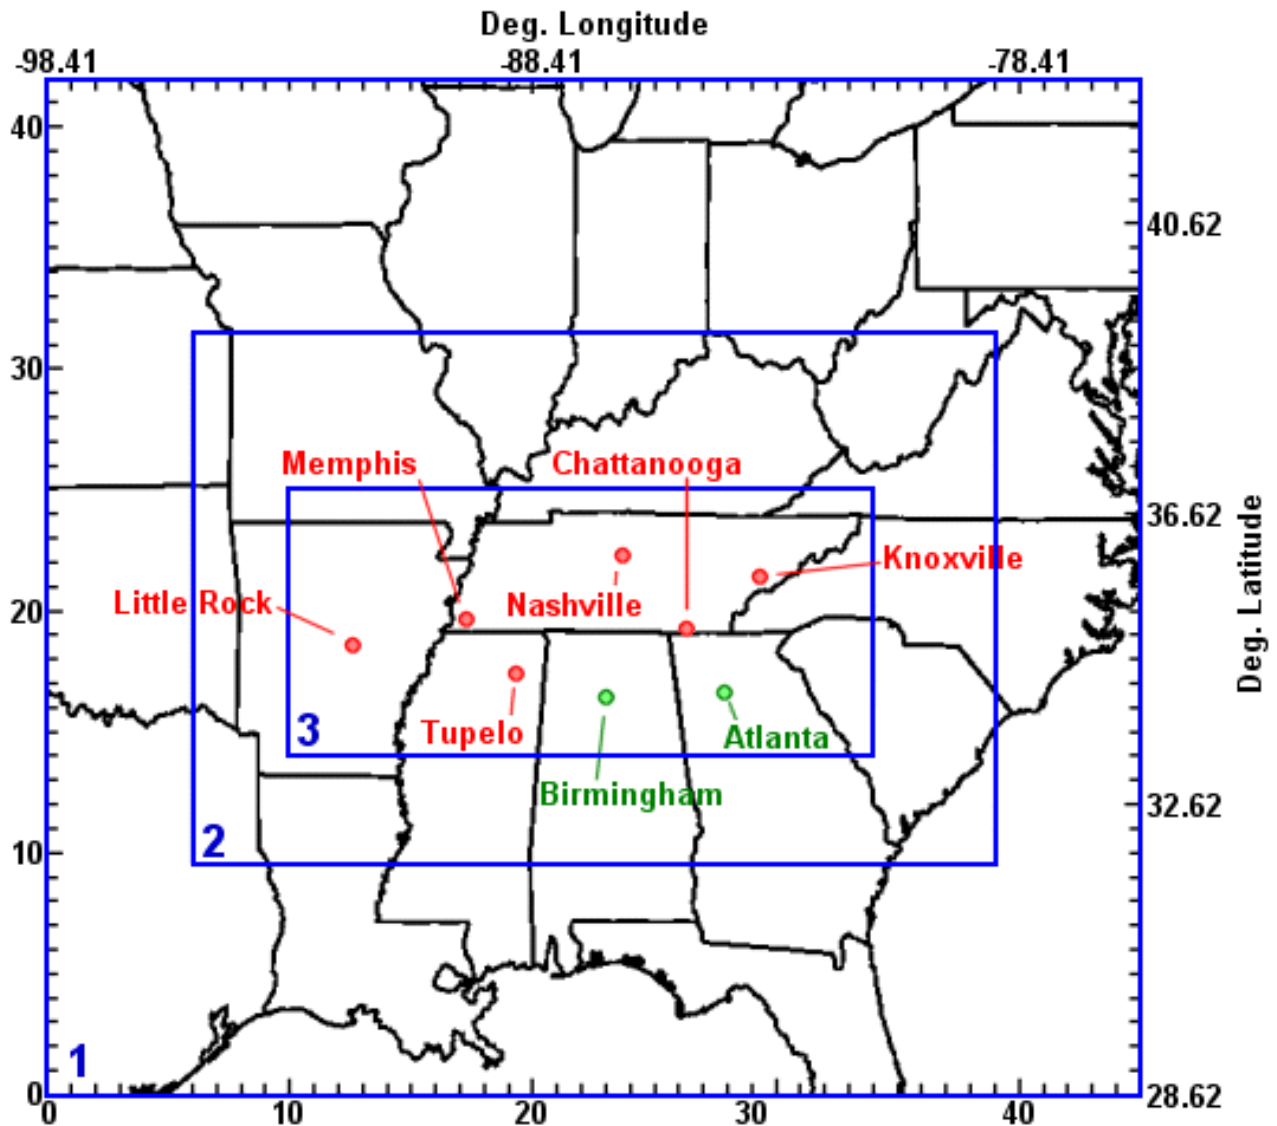 Deg. Longitude
-98.41 -88.41 -78.41
40
40.62
30
Memphis Chattanooga
36.62
Knoxville
Little Rock Nashville
20
Deg. Latitude
3 Tupelo Atlanta
Birmingham
32.62
2
10
1
0 28.62
0 10 20 30 40